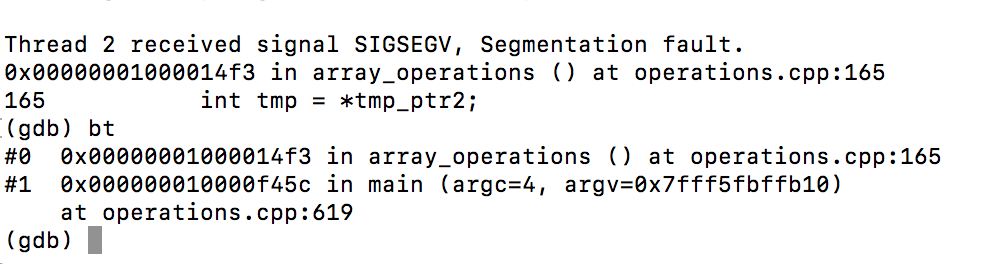 Thread 2 received signal SIGSEGV, Segmentation fault.
0x00000001000014f3 in array_operations () at operations.cpp:165
165             int tmp = *tmp_ptr2;
(gdb) bt
#0  0x00000001000014f3 in array_operations () at operations.cpp:165
#1  0x000000010000f45c in main (argc=4, argv=0x7fff5fbffb10)
    at operations.cpp:619
(gdb)